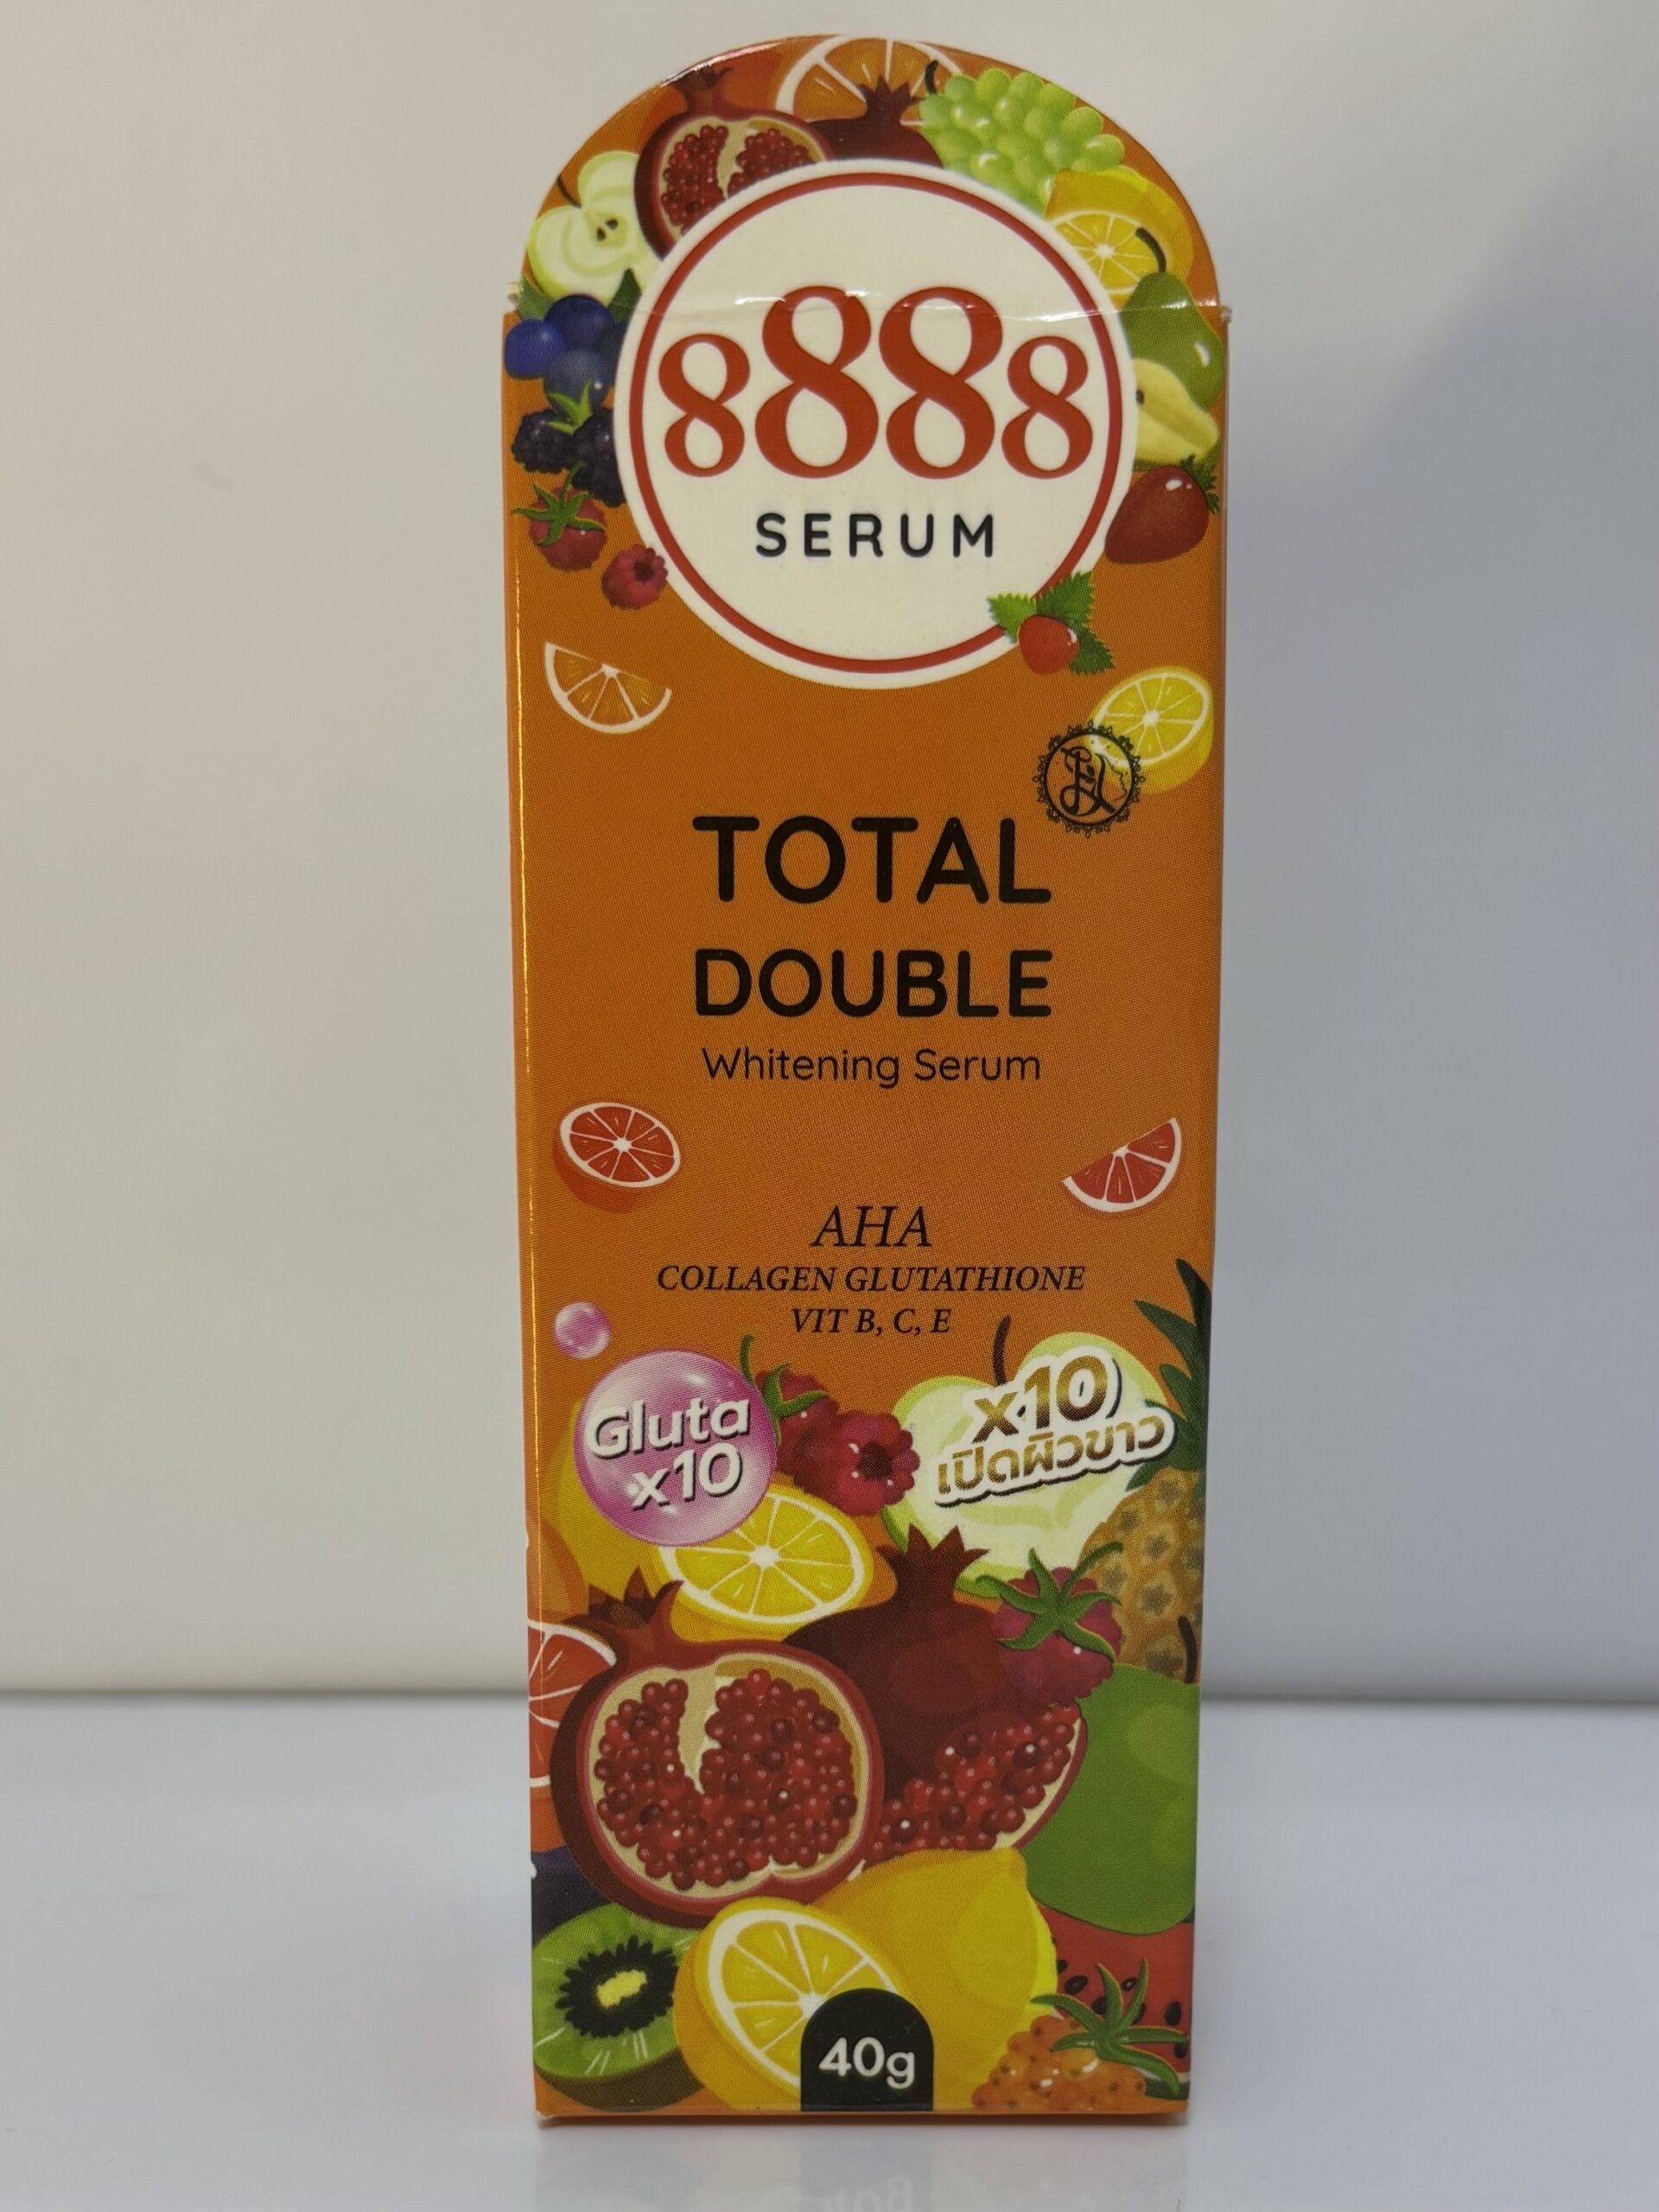 8888
SERUM
TOTAL
DOUBLE
Whitening Serum
AHA
COLLAGEN GLUTATHIONE
VIT B, C, E
Gluta
x10
x10
เปิดผิวขาว
40g